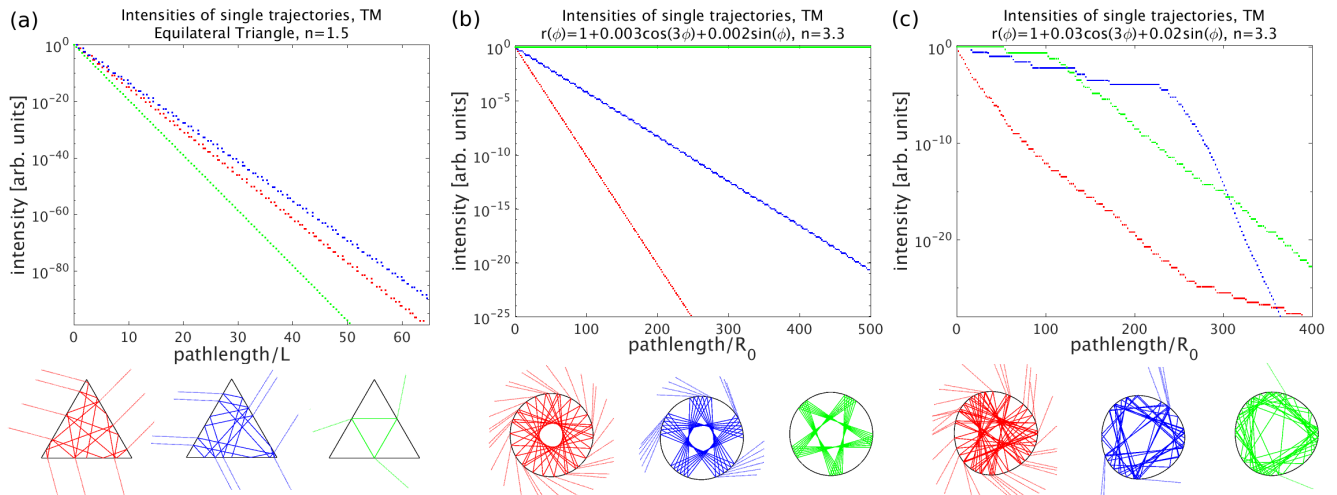 (a)
Intensities of single trajectories, TM
Equilateral Triangle, n=1.5
intensity [arb. units]
10^0
10^-20
10^-40
10^-60
10^-80
0 10 20 30 40 50 60
pathlength/L
(b)
Intensities of single trajectories, TM
r(ϕ)=1+0.003cos(3ϕ)+0.002sin(ϕ), n=3.3
intensity [arb. units]
10^0
10^-5
10^-10
10^-15
10^-20
10^-25
0 100 200 300 400 500
pathlength/R_0
(c)
Intensities of single trajectories, TM
r(ϕ)=1+0.03cos(3ϕ)+0.02sin(ϕ), n=3.3
intensity [arb. units]
10^0
10^-5
10^-10
10^-15
10^-20
0 100 200 300 400
pathlength/R_0